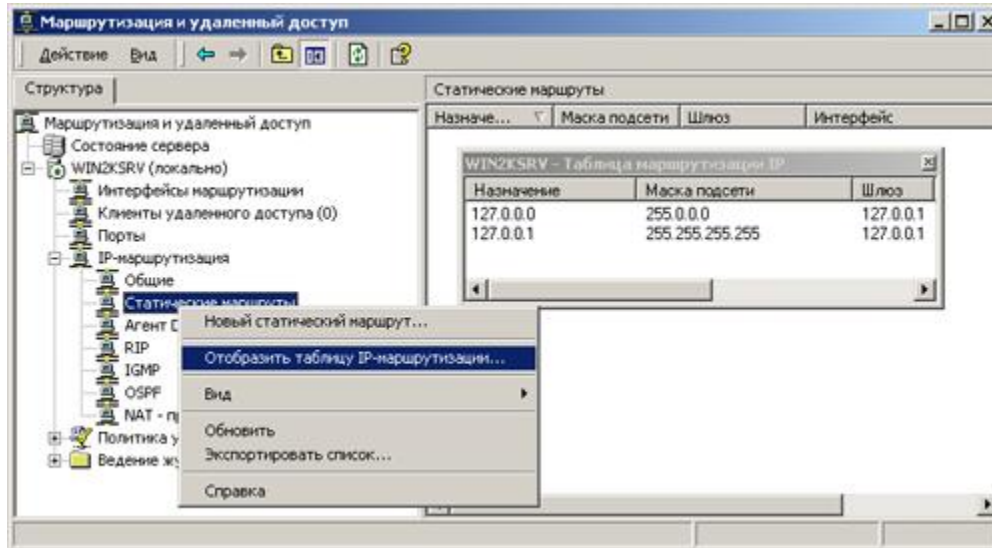 Маршрутизация и удаленный доступ
Действие Вид
Структура
Статические маршруты
Маршрутизация и удаленный доступ
Состояние сервера
WIN2KSRV (локально)
Интерфейсы маршрутизации
Клиенты удаленного доступа (0)
Порты
IP-маршрутизация
Общие
Статические маршруты
Агент
RIP
IGMP
OSPF
NAT -
Политика
Ведение
Назначе... Маска подсети Шлюз Интерфейс
WIN2KSRV - Таблица маршрутизации IP
Назначение Маска подсети Шлюз
127.0.0.0 255.0.0.0 127.0.0.1
127.0.0.1 255.255.255.255 127.0.0.1
Новый статический маршрут...
Отобразить таблицу IP-маршрутизации...
Вид
Обновить
Экспортировать список...
Справка